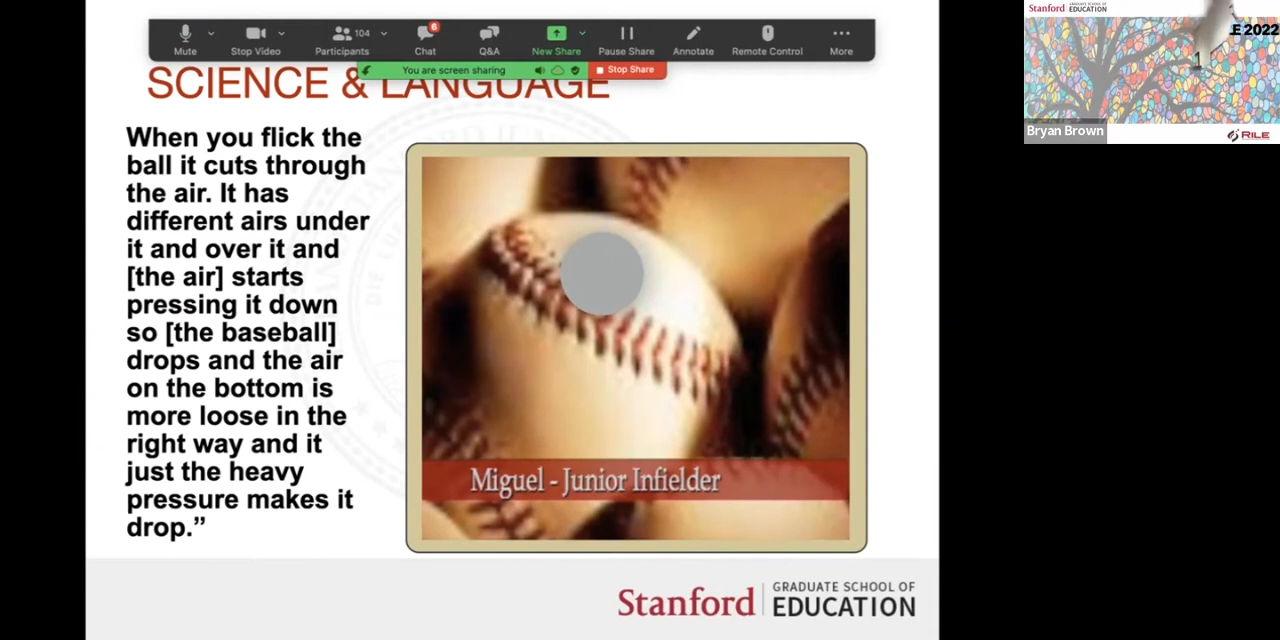 104
6
Mute
Stop Video
Participants
Chat
Q&A
New Share
Pause Share
Annotate
Remote Control
More
You are screen sharing
Stop Share
SCIENCE & LANGUAGE
When you flick the
ball it cuts through
the air. It has
different airs under
it and over it and
[the air] starts
pressing it down
so [the baseball]
drops and the air
on the bottom is
more loose in the
right way and it
just the heavy
pressure makes it
drop.”
Miguel - Junior Infielder
Stanford
GRADUATE SCHOOL OF
EDUCATION
Stanford
GRADUATE SCHOOL OF
EDUCATION
E 2022
Bryan Brown
RILE